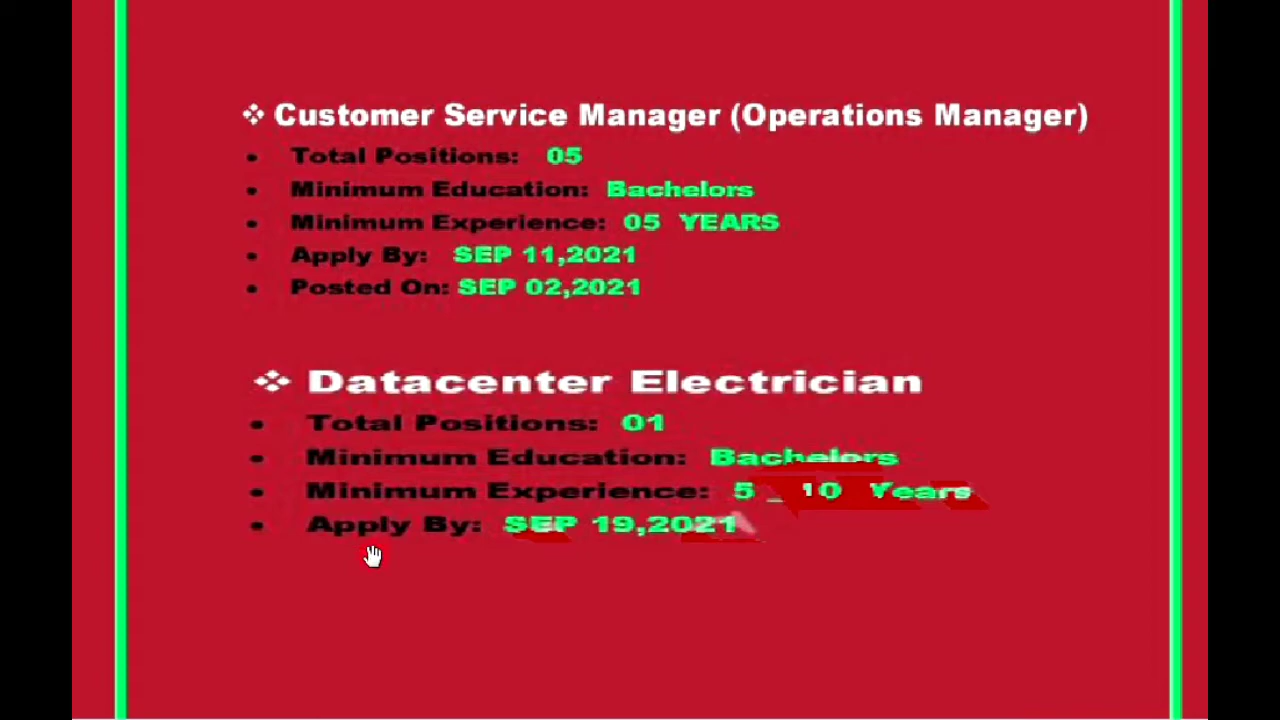 ❖ Customer Service Manager (Operations Manager)
• Total Positions: 05
• Minimum Education: Bachelors
• Minimum Experience: 05 YEARS
• Apply By: SEP 11,2021
• Posted On: SEP 02,2021
❖ Datacenter Electrician
• Total Positions: 01
• Minimum Education: Bachelors
• Minimum Experience: 5 _ 10 Years
• Apply By: SEP 19,2021